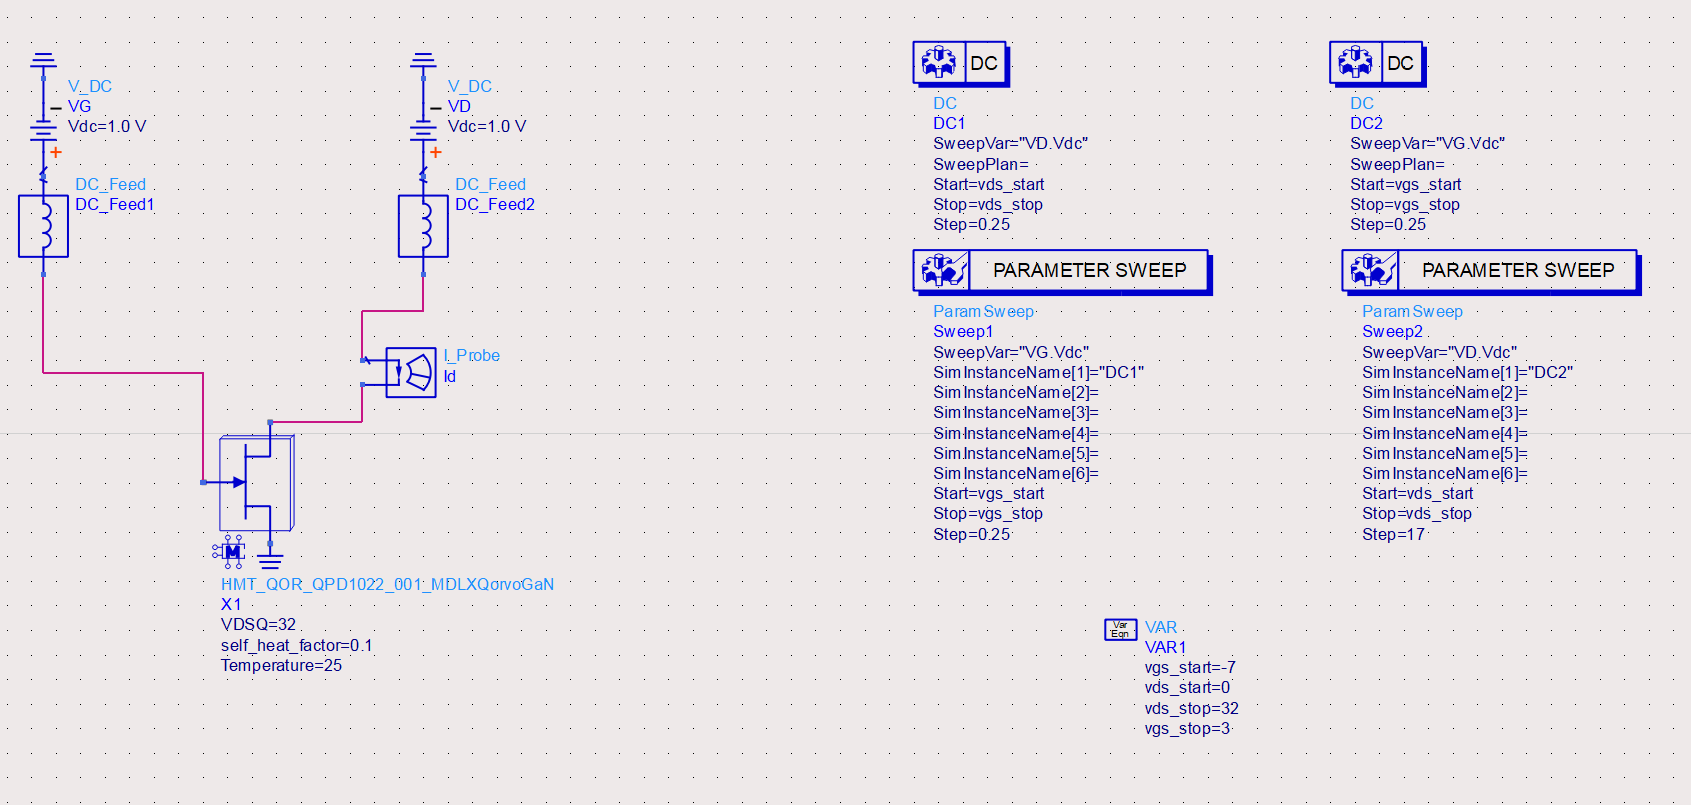 V_DC
VG
Vdc=1.0 V
DC_Feed
DC_Feed1
V_DC
VD
Vdc=1.0 V
DC_Feed
DC_Feed2
I_Probe
Id
HMT_QOR_QPD1022_001_MDLXQorvoGaN
X1
VDSQ=32
self_heat_factor=0.1
Temperature=25
M
DC
DC
DC1
SweepVar="VD.Vdc"
SweepPlan=
Start=vds_start
Stop=vds_stop
Step=0.25
PARAMETER SWEEP
ParamSweep
Sweep1
SweepVar="VG.Vdc"
SimInstanceName[1]="DC1"
SimInstanceName[2]=
SimInstanceName[3]=
SimInstanceName[4]=
SimInstanceName[5]=
SimInstanceName[6]=
Start=vgs_start
Stop=vgs_stop
Step=0.25
DC
DC
DC2
SweepVar="VG.Vdc"
SweepPlan=
Start=vgs_start
Stop=vgs_stop
Step=0.25
PARAMETER SWEEP
ParamSweep
Sweep2
SweepVar="VD.Vdc"
SimInstanceName[1]="DC2"
SimInstanceName[2]=
SimInstanceName[3]=
SimInstanceName[4]=
SimInstanceName[5]=
SimInstanceName[6]=
Start=vds_start
Stop=vds_stop
Step=17
Var
Eqn
VAR
VAR1
vgs_start=-7
vds_start=0
vds_stop=32
vgs_stop=3